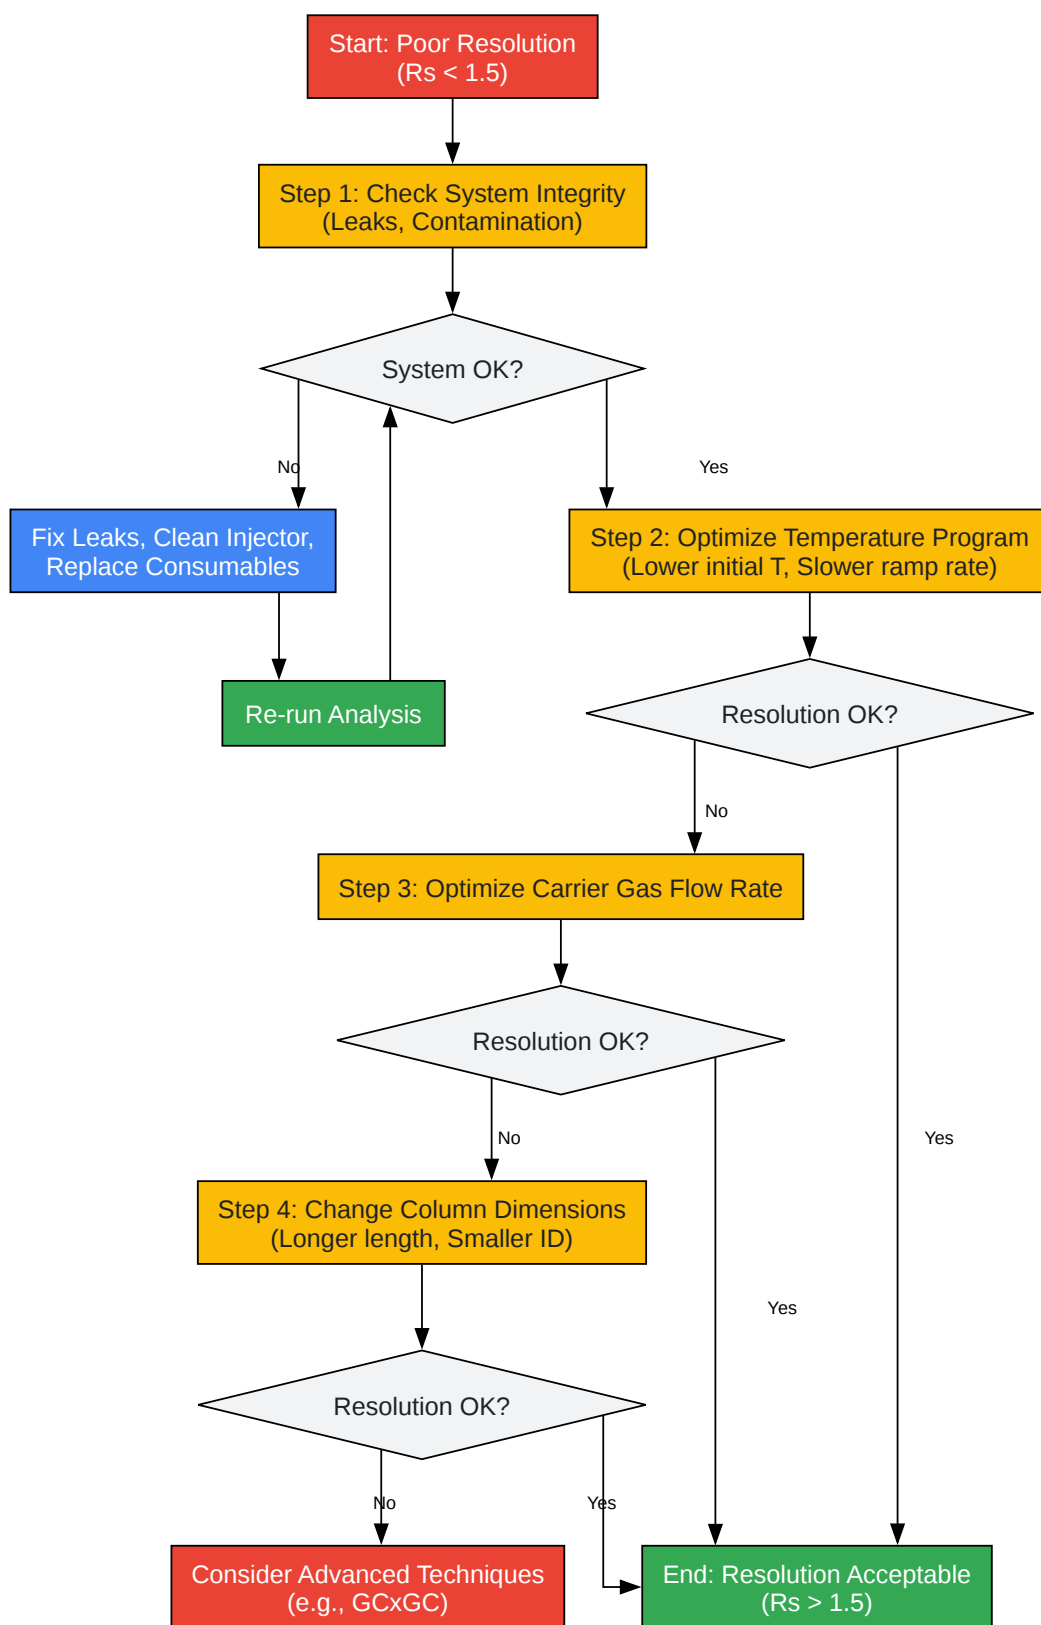 Start: Poor Resolution
(Rs < 1.5)
Step 1: Check System Integrity
(Leaks, Contamination)
System OK?
No
Yes
Fix Leaks, Clean Injector,
Replace Consumables
Step 2: Optimize Temperature Program
(Lower initial T, Slower ramp rate)
Re-run Analysis
Resolution OK?
No
Step 3: Optimize Carrier Gas Flow Rate
Resolution OK?
No
Yes
Step 4: Change Column Dimensions
(Longer length, Smaller ID)
Yes
Resolution OK?
No
Yes
Consider Advanced Techniques
(e.g., GCxGC)
End: Resolution Acceptable
(Rs > 1.5)